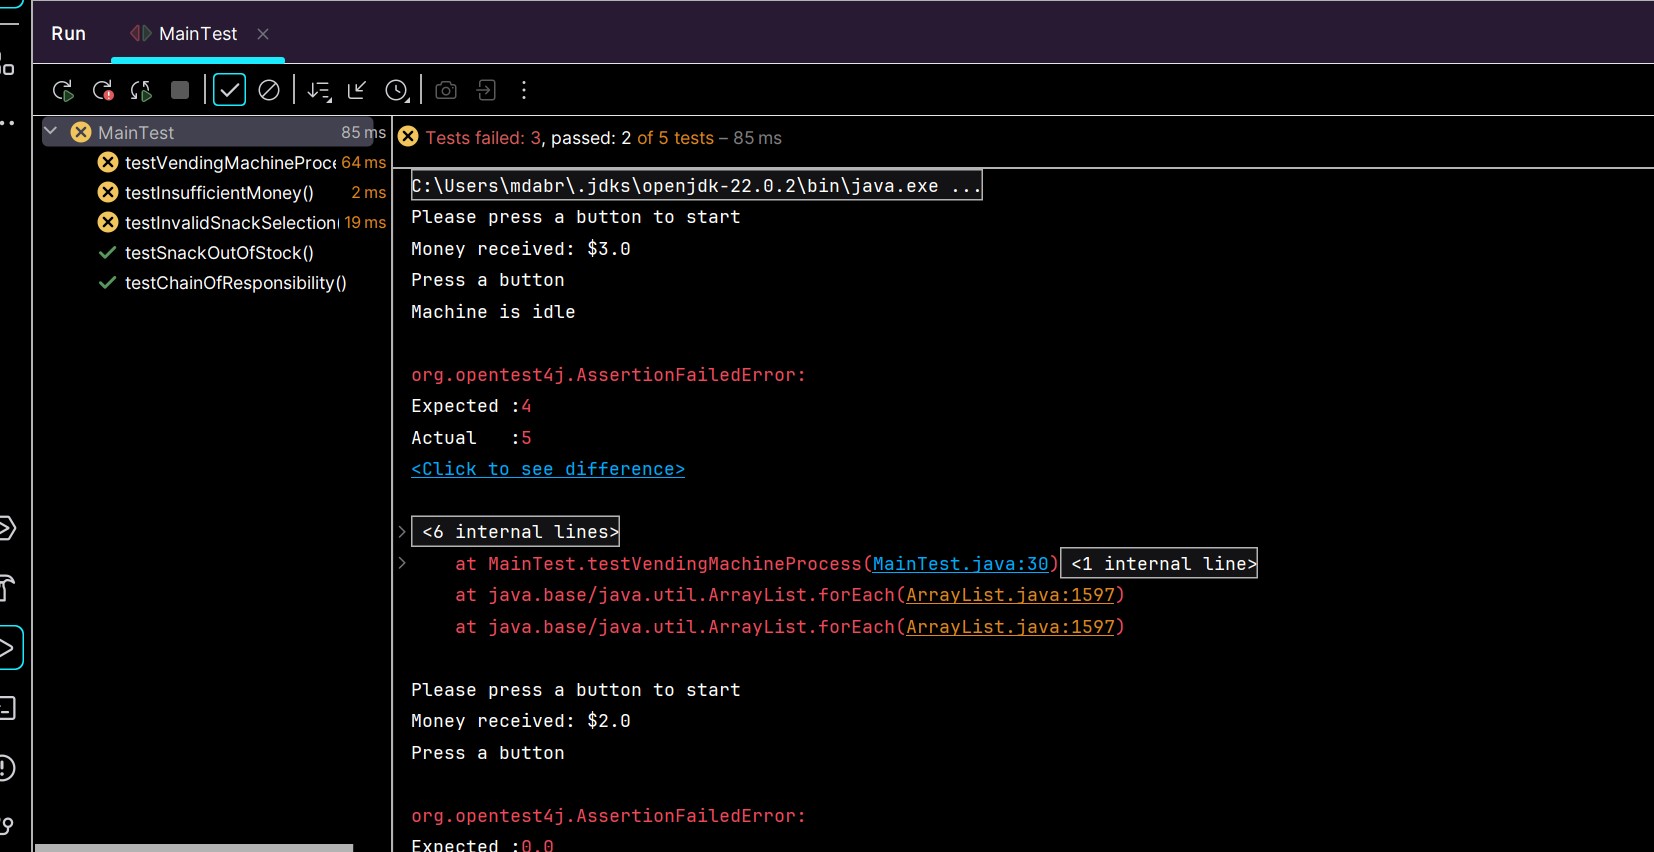 Run MainTest
MainTest 85 ms
testVendingMachineProce 64 ms
testInsufficientMoney() 2 ms
testInvalidSnackSelection( 19 ms
testSnackOutOfStock()
testChainOfResponsibility()
Tests failed: 3, passed: 2 of 5 tests – 85 ms
C:\Users\mdabr\.jdks\openjdk-22.0.2\bin\java.exe ...
Please press a button to start
Money received: $3.0
Press a button
Machine is idle
org.opentest4j.AssertionFailedError:
Expected :4
Actual   :5
<Click to see difference>
<6 internal lines>
at MainTest.testVendingMachineProcess(MainTest.java:30) <1 internal line>
at java.base/java.util.ArrayList.forEach(ArrayList.java:1597)
at java.base/java.util.ArrayList.forEach(ArrayList.java:1597)
Please press a button to start
Money received: $2.0
Press a button
org.opentest4j.AssertionFailedError:
Expected :0.0